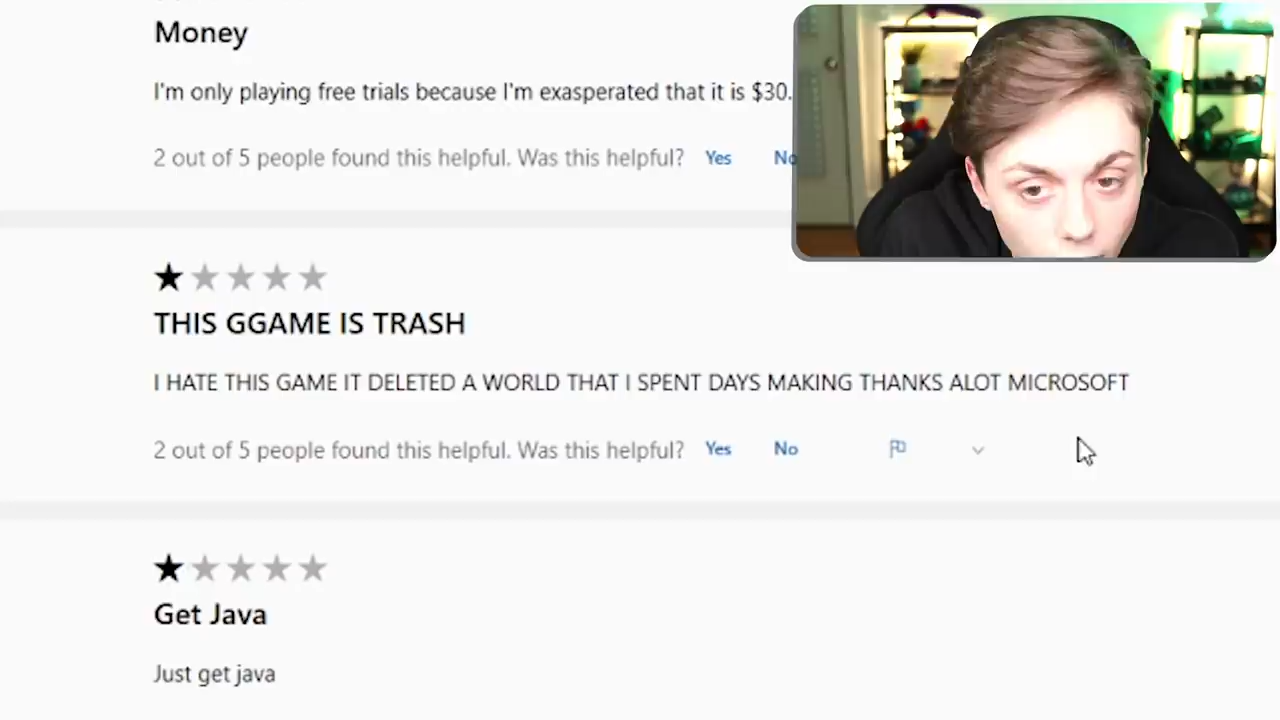 Money
I'm only playing free trials because I'm exasperated that it is $30.
2 out of 5 people found this helpful. Was this helpful? Yes No
THIS GGAME IS TRASH
I HATE THIS GAME IT DELETED A WORLD THAT I SPENT DAYS MAKING THANKS ALOT MICROSOFT
2 out of 5 people found this helpful. Was this helpful? Yes No
Get Java
Just get java